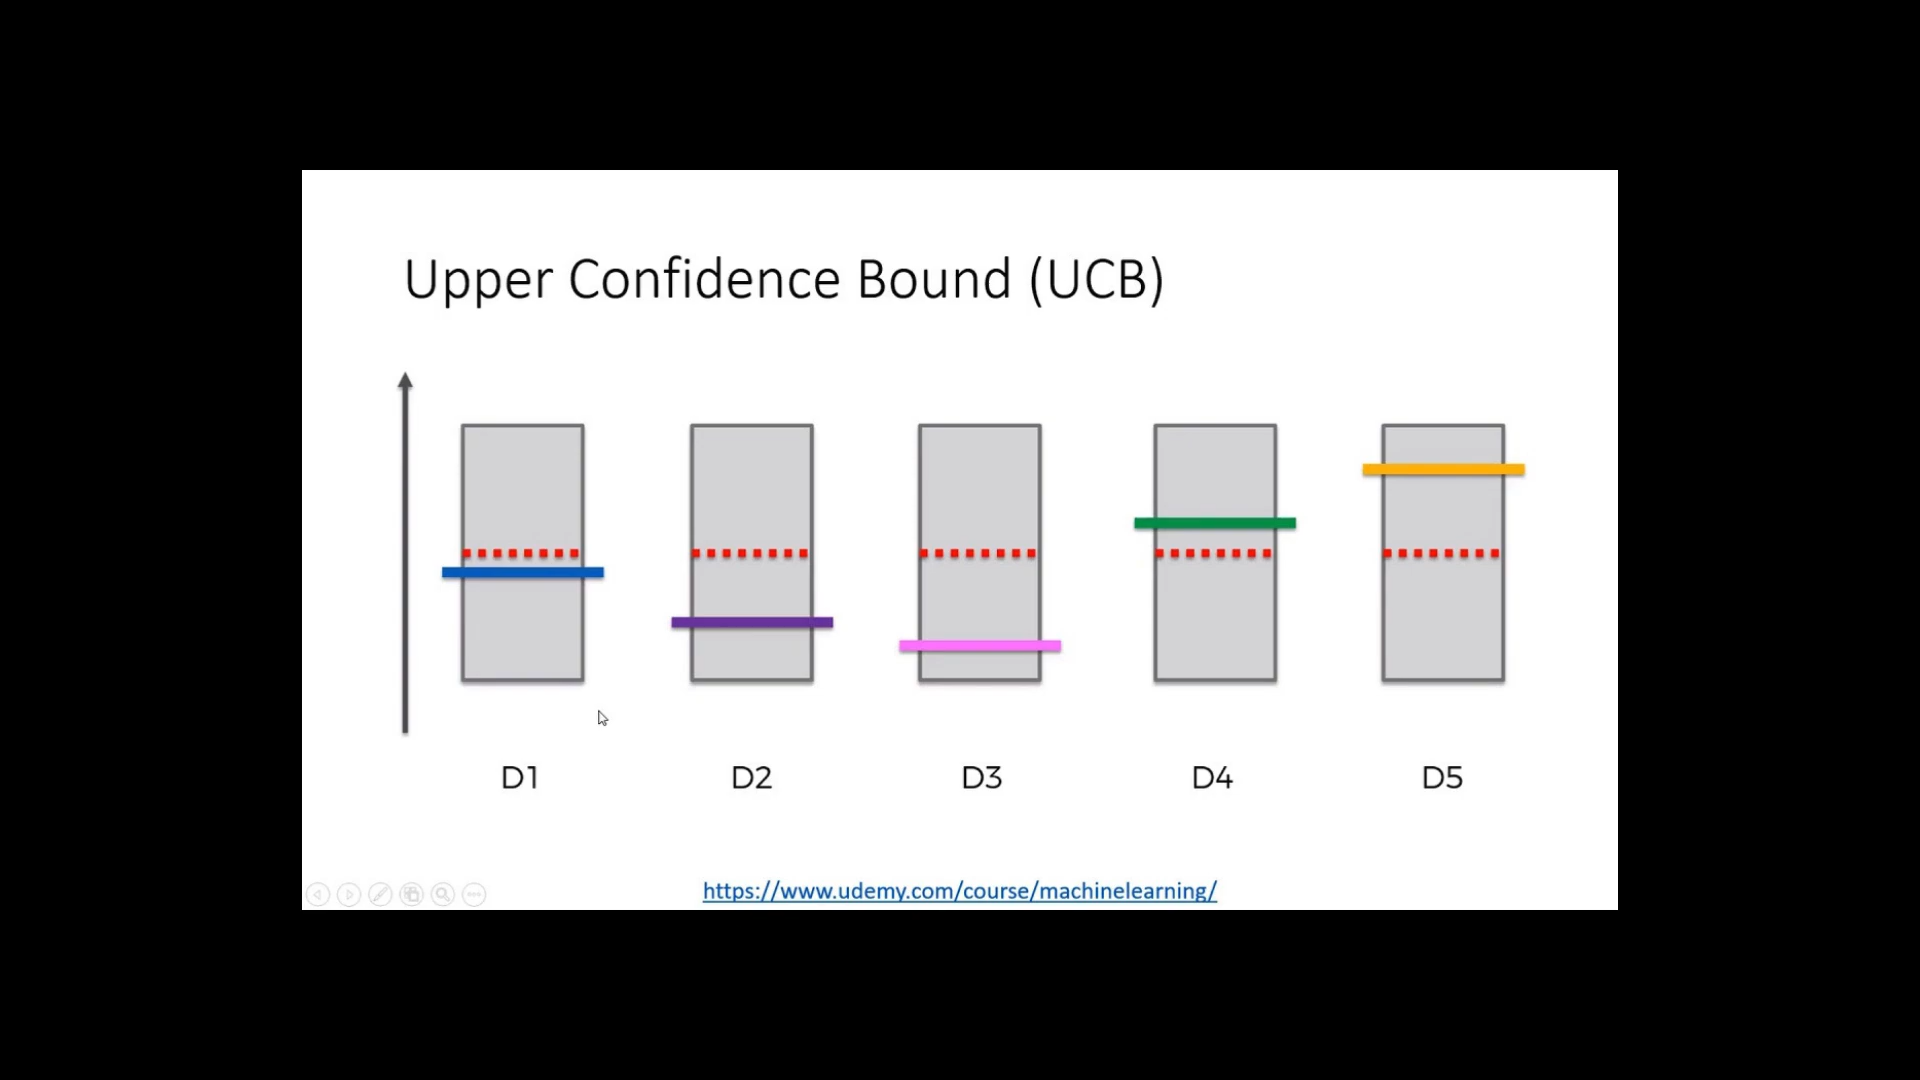 Upper Confidence Bound (UCB)
D1 D2 D3 D4 D5
https://www.udemy.com/course/machinelearning/